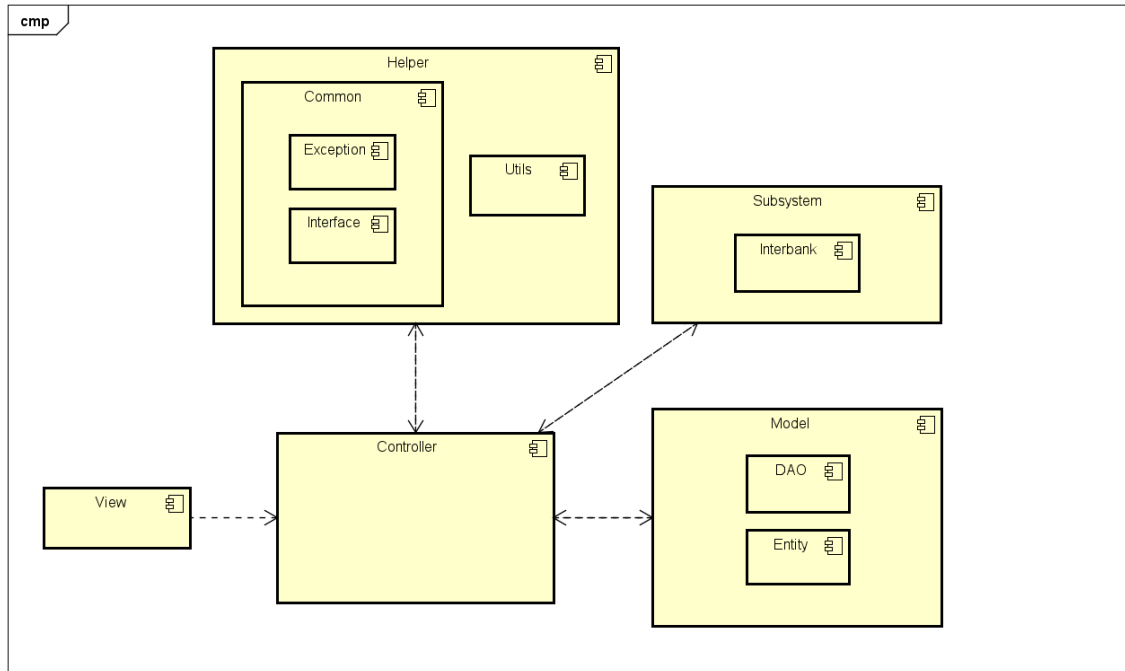 cmp
Helper
Common
Exception
Interface
Utils
Subsystem
Interbank
Controller
View
Model
DAO
Entity